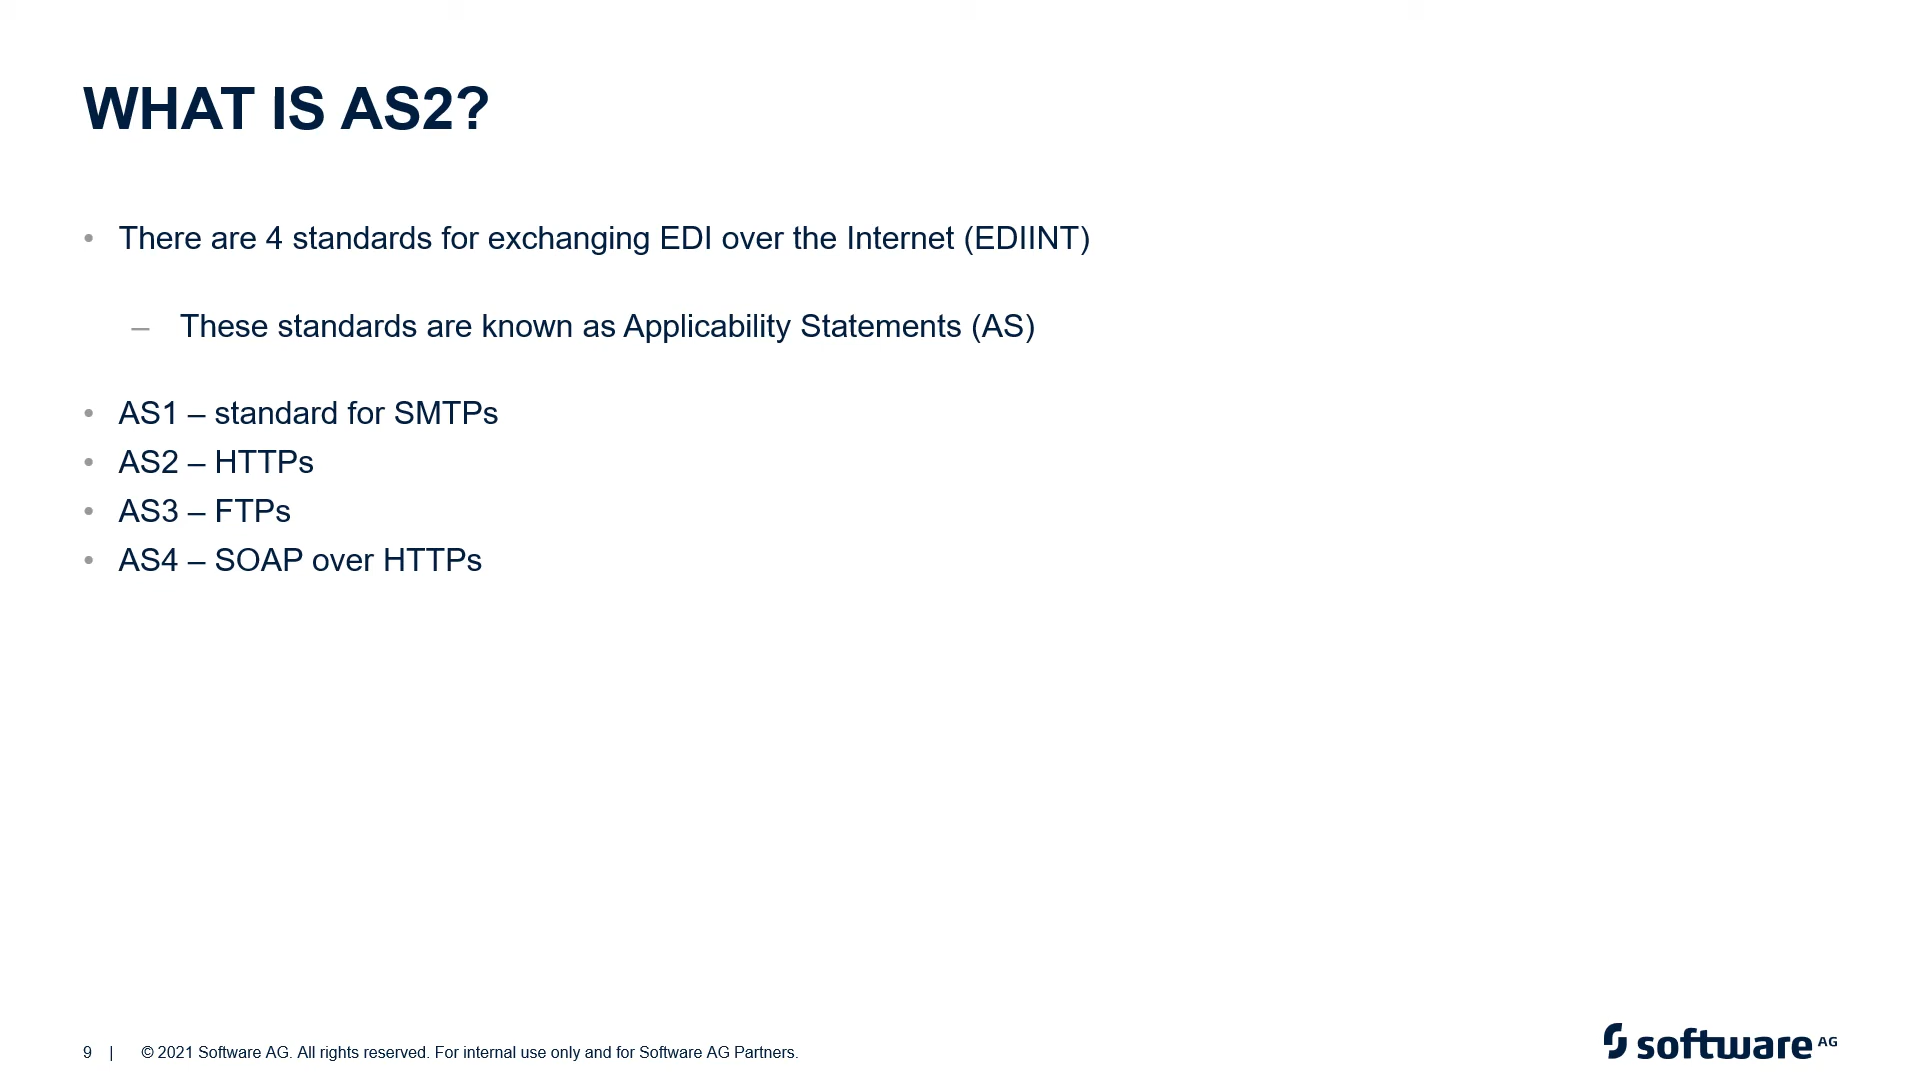 WHAT IS AS2?
• There are 4 standards for exchanging EDI over the Internet (EDIINT)
– These standards are known as Applicability Statements (AS)
• AS1 – standard for SMTPs
• AS2 – HTTPs
• AS3 – FTPs
• AS4 – SOAP over HTTPs
9 | © 2021 Software AG. All rights reserved. For internal use only and for Software AG Partners.
software AG